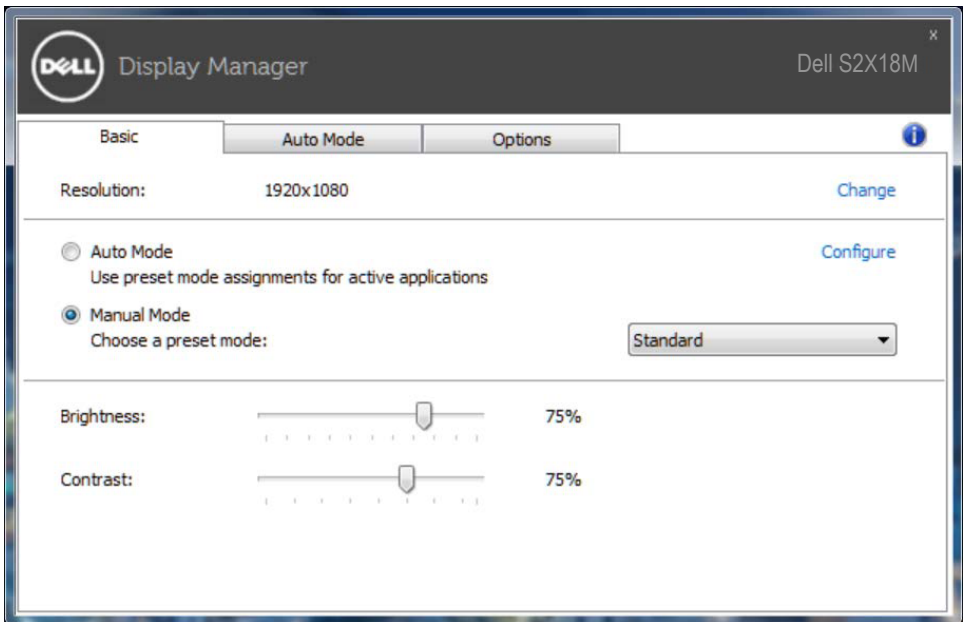 x
DELL Display Manager Dell S2X18M
Basic Auto Mode Options i
Resolution: 1920x1080 Change
Auto Mode Configure
Use preset mode assignments for active applications
Manual Mode
Choose a preset mode: Standard
Brightness: 75%
Contrast: 75%